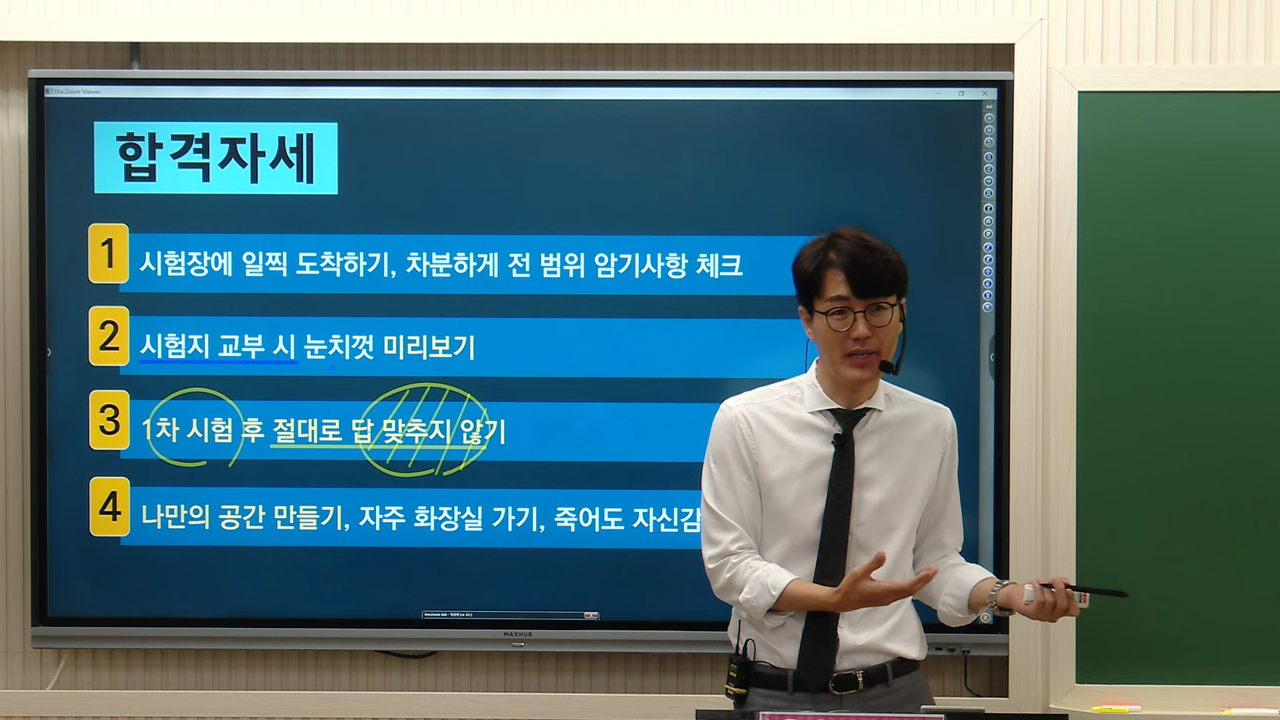 DocZoom Viewer
합격자세
1 시험장에 일찍 도착하기, 차분하게 전 범위 암기사항 체크
2 시험지 교부 시 눈치껏 미리보기
3 1차 시험 후 절대로 답 맞추지 않기
4 나만의 공간 만들기, 자주 화장실 가기, 죽어도 자신감
MAXHUB